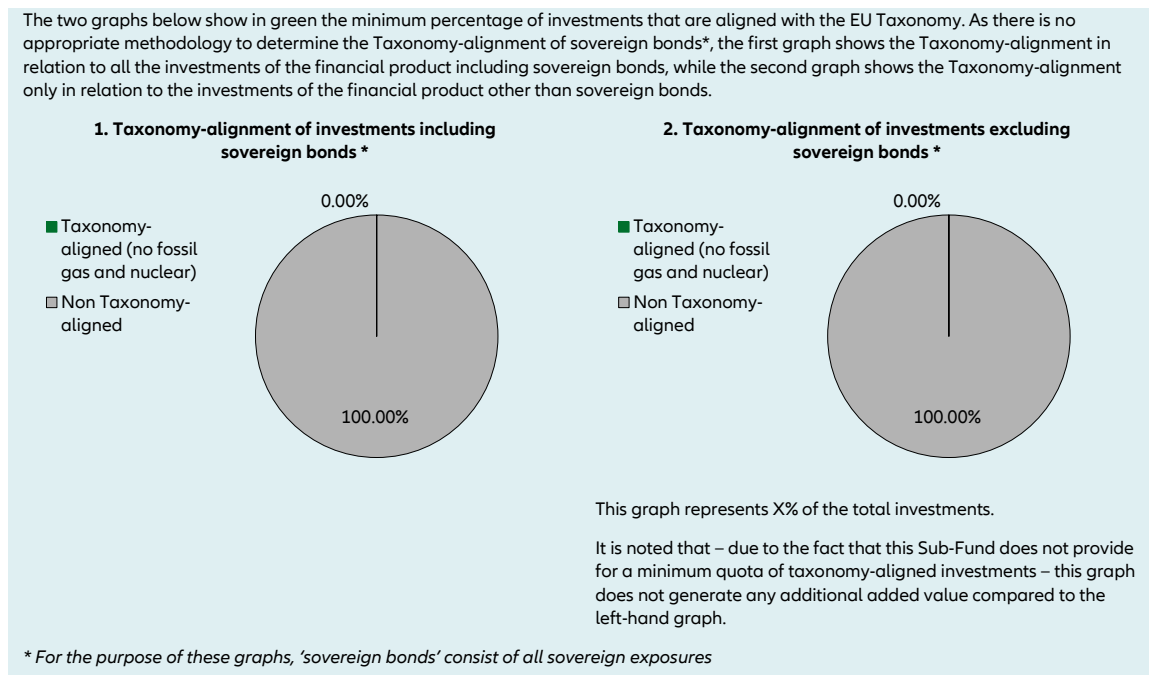 The two graphs below show in green the minimum percentage of investments that are aligned with the EU Taxonomy. As there is no
appropriate methodology to determine the Taxonomy-alignment of sovereign bonds*, the first graph shows the Taxonomy-alignment in
relation to all the investments of the financial product including sovereign bonds, while the second graph shows the Taxonomy-alignment
only in relation to the investments of the financial product other than sovereign bonds.
1. Taxonomy-alignment of investments including
sovereign bonds *
0.00%
Taxonomy-
aligned (no fossil
gas and nuclear)
Non Taxonomy-
aligned
100.00%
2. Taxonomy-alignment of investments excluding
sovereign bonds *
0.00%
Taxonomy-
aligned (no fossil
gas and nuclear)
Non Taxonomy-
aligned
100.00%
This graph represents X% of the total investments.
It is noted that – due to the fact that this Sub-Fund does not provide
for a minimum quota of taxonomy-aligned investments – this graph
does not generate any additional added value compared to the
left-hand graph.
* For the purpose of these graphs, ‘sovereign bonds’ consist of all sovereign exposures